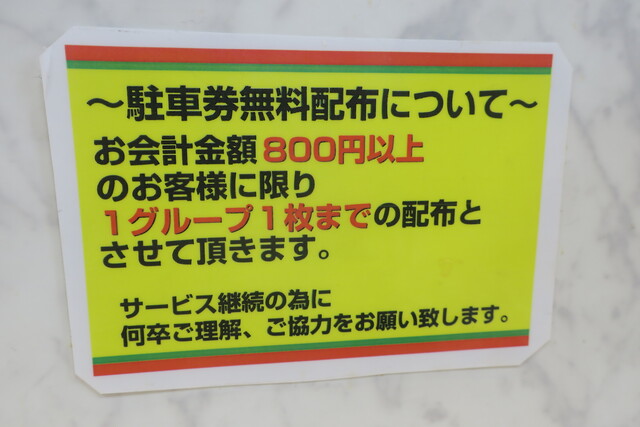 ～駐車券無料配布について～
お会計金額800円以上
のお客様に限り
１グループ１枚までの配布と
させて頂きます。
サービス継続の為に
何卒ご理解、ご協力をお願い致します。